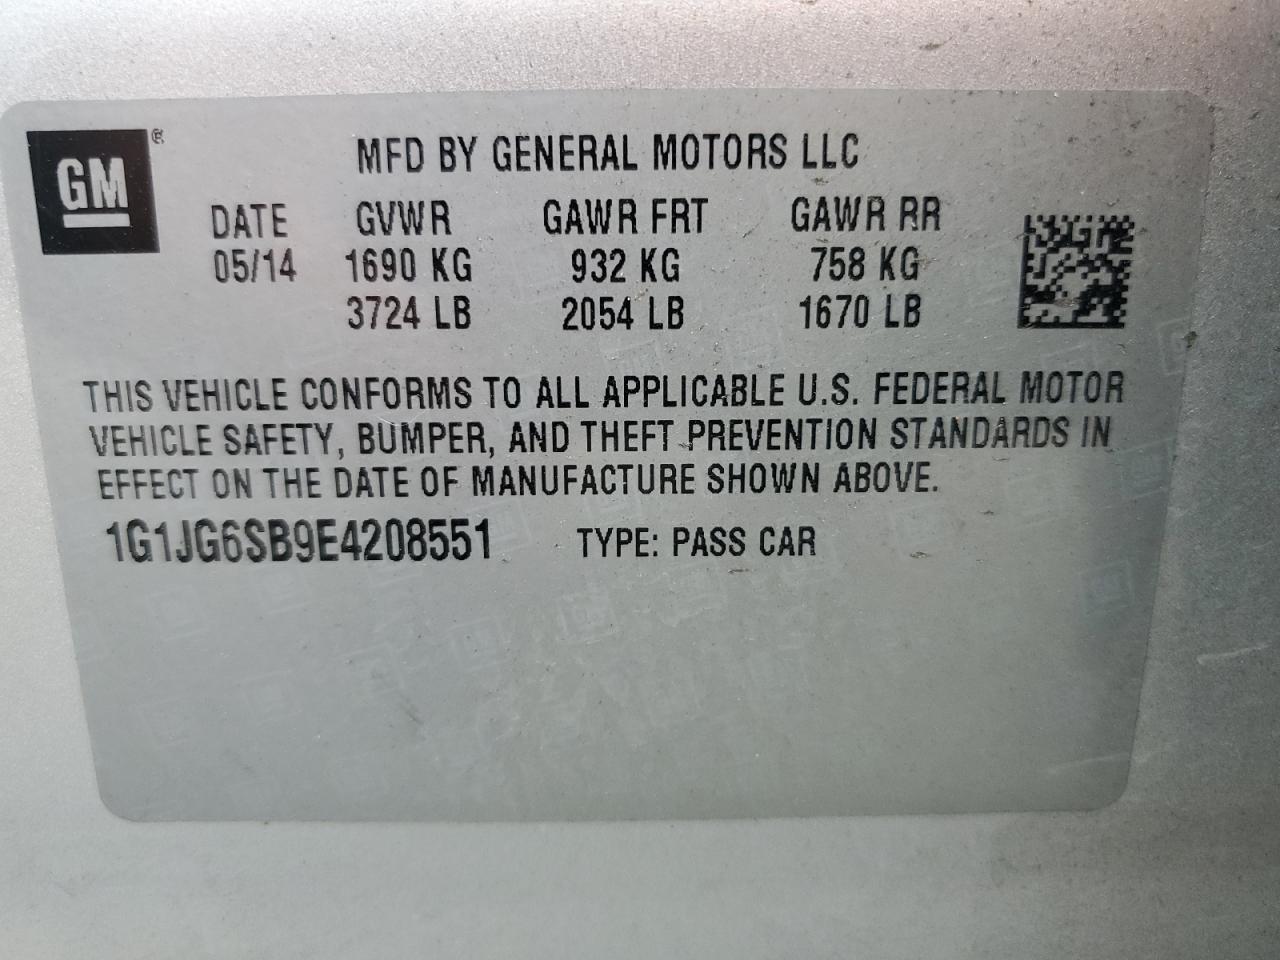 GM®
MFD BY GENERAL MOTORS LLC
DATE GVWR GAWR FRT GAWR RR
05/14 1690 KG 932 KG 758 KG
3724 LB 2054 LB 1670 LB
THIS VEHICLE CONFORMS TO ALL APPLICABLE U.S. FEDERAL MOTOR
VEHICLE SAFETY, BUMPER, AND THEFT PREVENTION STANDARDS IN
EFFECT ON THE DATE OF MANUFACTURE SHOWN ABOVE.
1G1JG6SB9E4208551 TYPE: PASS CAR